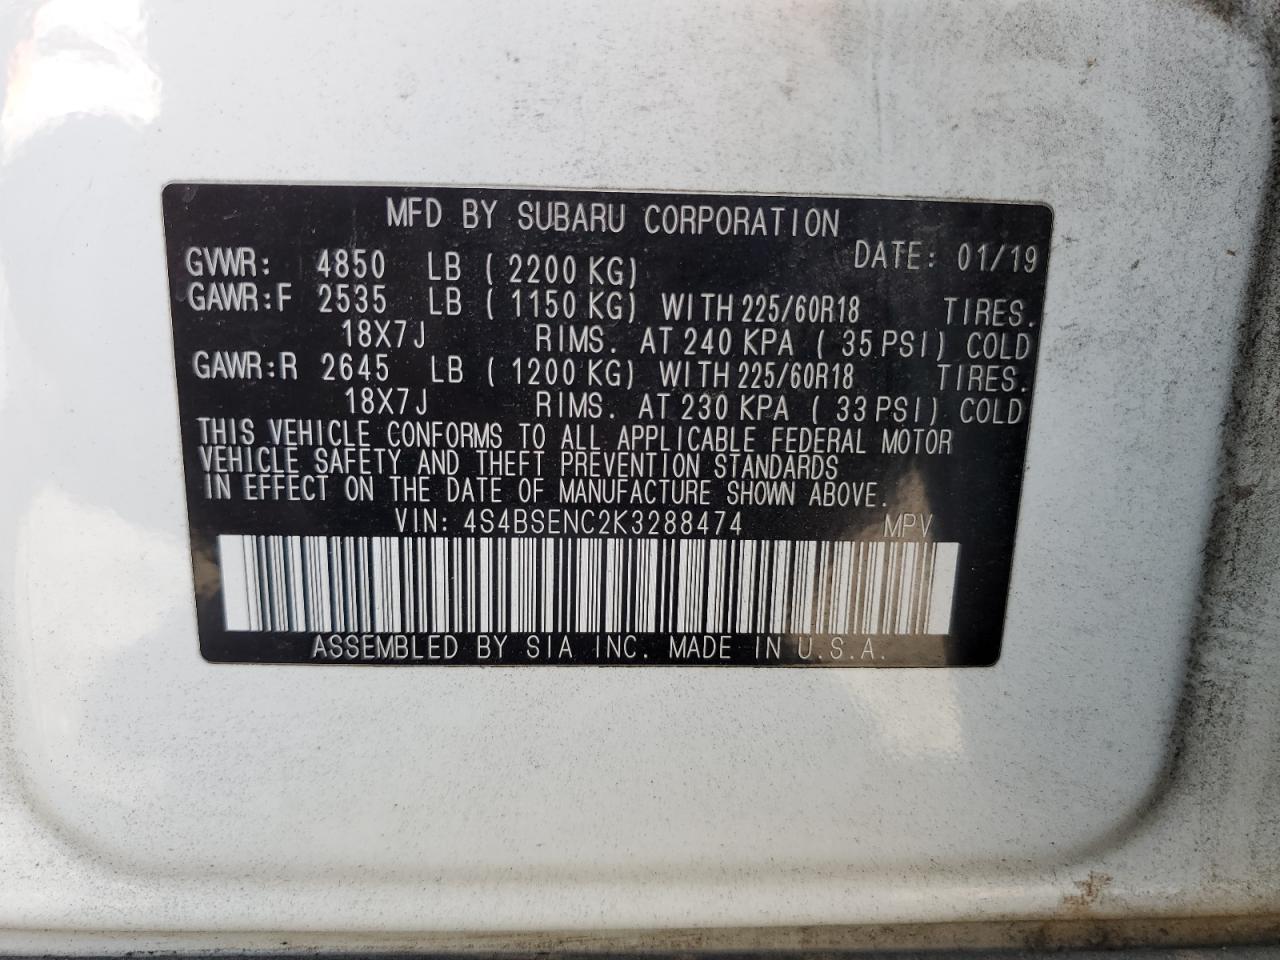 MFD BY SUBARU CORPORATION
DATE: 01/19
GVWR: 4850 LB (2200 KG)
GAWR:F 2535 LB (1150 KG) WITH 225/60R18 TIRES.
18X7J RIMS. AT 240 KPA (35 PSI) COLD
GAWR:R 2645 LB (1200 KG) WITH 225/60R18 TIRES.
18X7J RIMS. AT 230 KPA (33 PSI) COLD
THIS VEHICLE CONFORMS TO ALL APPLICABLE FEDERAL MOTOR
VEHICLE SAFETY AND THEFT PREVENTION STANDARDS
IN EFFECT ON THE DATE OF MANUFACTURE SHOWN ABOVE.
VIN: 4S4BSENC2K3288474 MPV
ASSEMBLED BY SIA INC. MADE IN U.S.A.